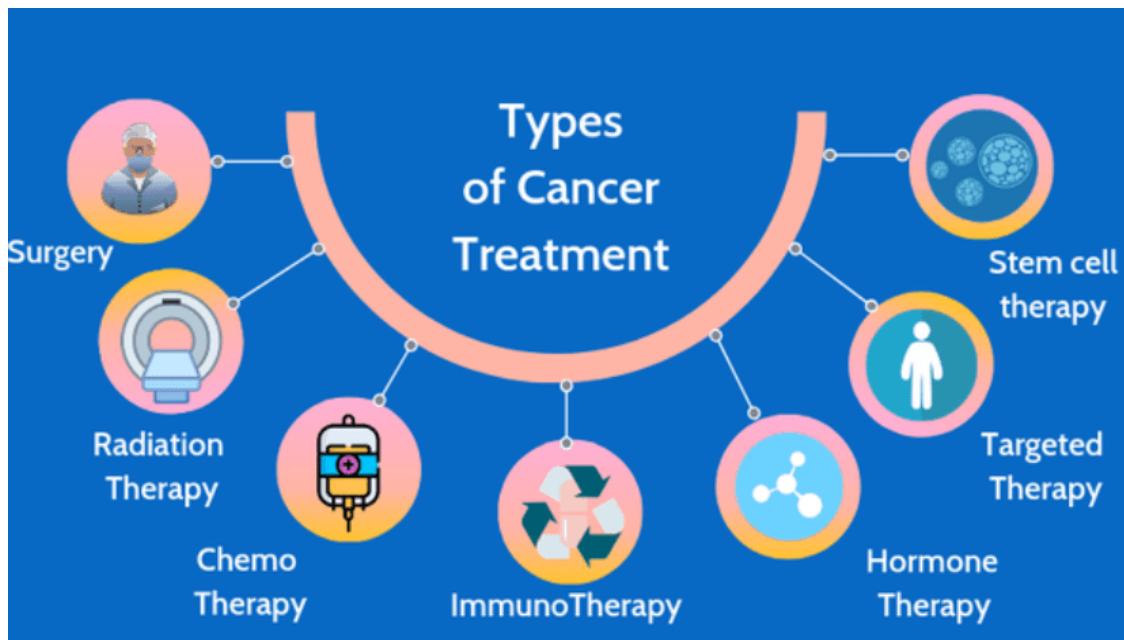 Types
of Cancer
Treatment
Surgery
Radiation
Therapy
Chemo
Therapy
ImmunoTherapy
Hormone
Therapy
Targeted
Therapy
Stem cell
therapy